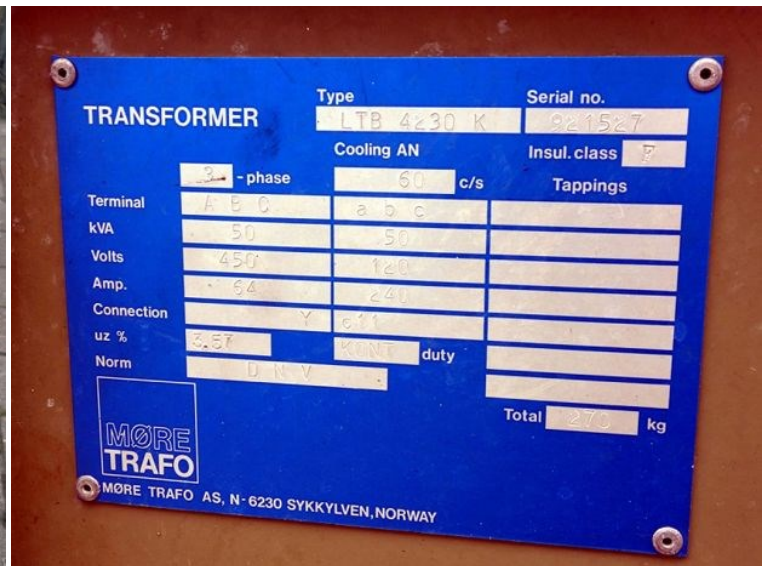 TRANSFORMER
Type
LTB 4230 K
Serial no.
921527
Cooling AN
Insul.class F
3 -phase
60 c/s
Tappings
Terminal A B C a b c
kVA 50 50
Volts 450 120
Amp. 64 240
Connection Y d11
uz % 3.57 KONT duty
Norm D N V
Total 270 kg
MØRE
TRAFO
MØRE TRAFO AS, N-6230 SYKKYLVEN, NORWAY